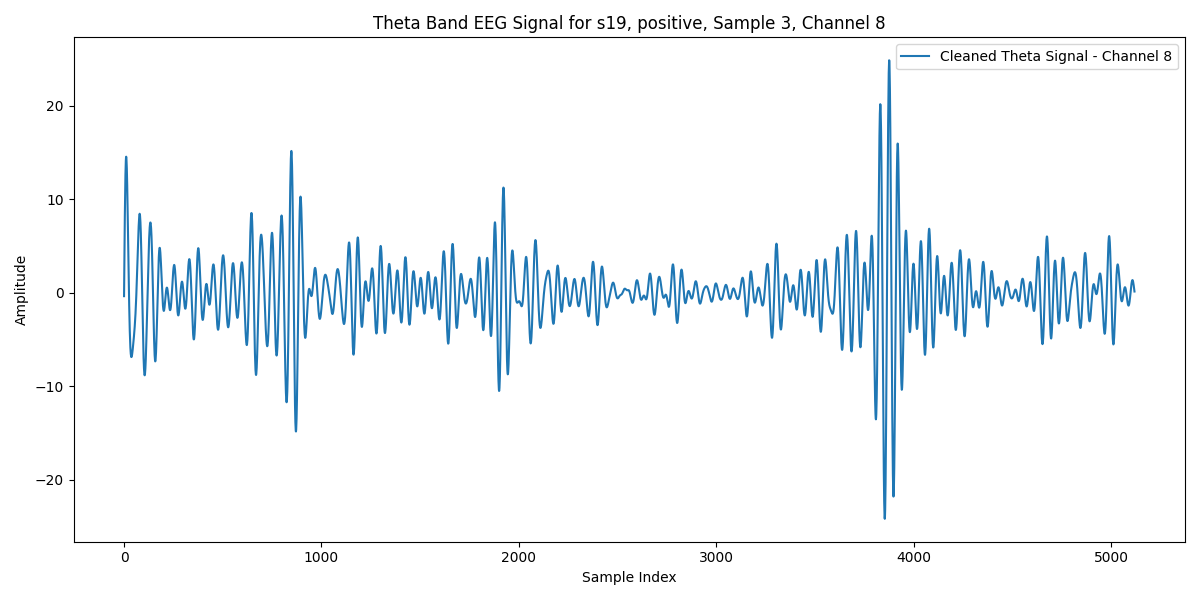 Theta Band EEG Signal for s19, positive, Sample 3, Channel 8
Cleaned Theta Signal - Channel 8
Amplitude
20
10
0
−10
−20
0 1000 2000 3000 4000 5000
Sample Index